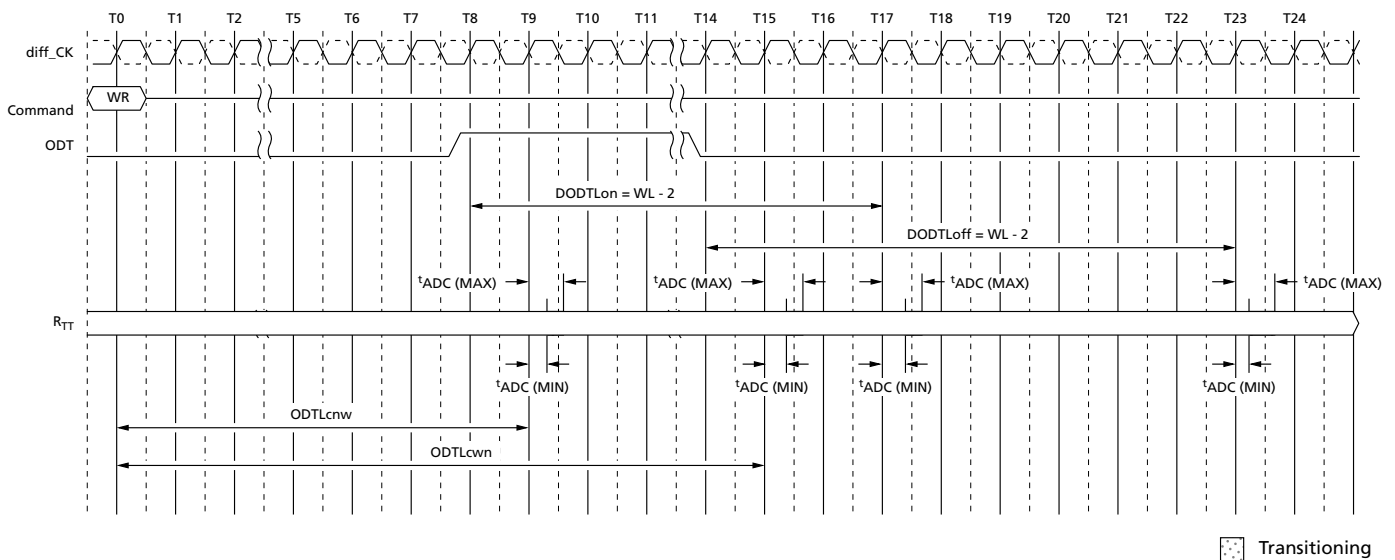 T0 T1 T2 T5 T6 T7 T8 T9 T10 T11 T14 T15 T16 T17 T18 T19 T20 T21 T22 T23 T24
diff_CK
WR
Command
ODT
DODTLon = WL - 2
DODTLoff = WL - 2
tADC (MAX) tADC (MAX) tADC (MAX) tADC (MAX)
RTT
tADC (MIN) tADC (MIN) tADC (MIN) tADC (MIN)
ODTLcnw
ODTLcwn
Transitioning